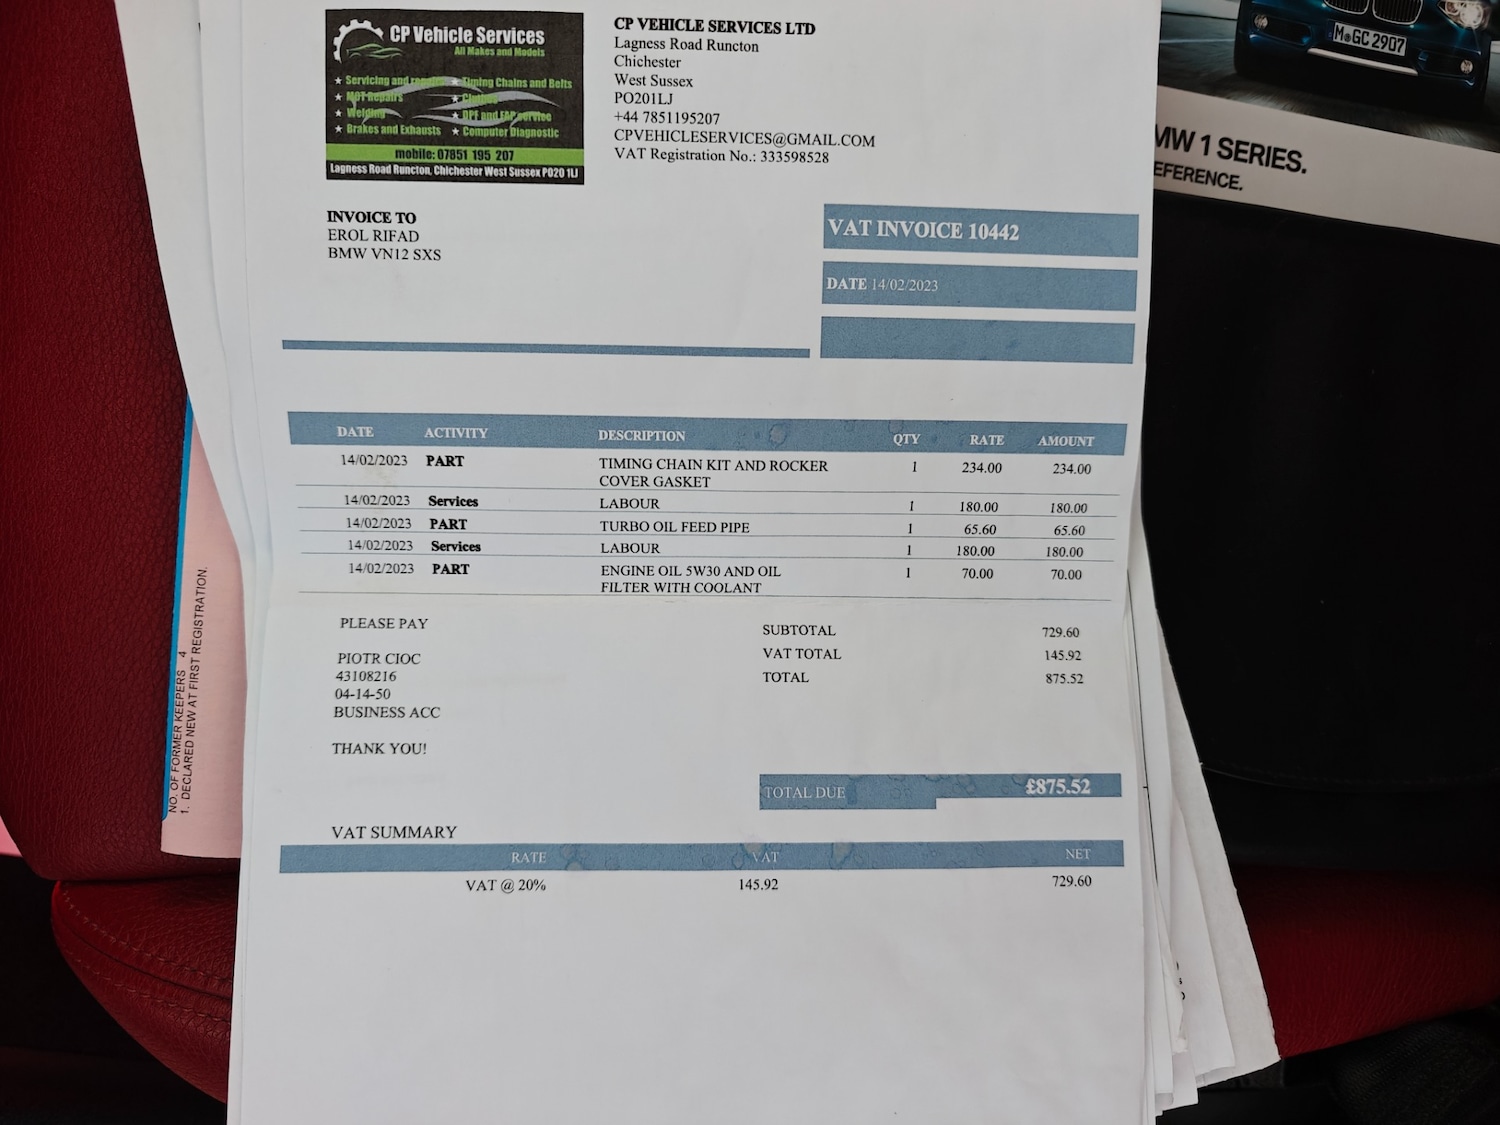 CP Vehicle Services
All Makes and Models
★ Servicing and repairs ★ Timing Chains and Belts
★ MOT Repairs ★ Clutches
★ Welding ★ DPF and EAP service
★ Brakes and Exhausts ★ Computer Diagnostic
mobile: 07851 195 207
Lagness Road Runcton, Chichester West Sussex PO20 1LJ
CP VEHICLE SERVICES LTD
Lagness Road Runcton
Chichester
West Sussex
PO201LJ
+44 7851195207
CPVEHICLESERVICES@GMAIL.COM
VAT Registration No.: 333598528
M GC 2907
MW 1 SERIES.
EFERENCE.
INVOICE TO
EROL RIFAD
BMW VN12 SXS
VAT INVOICE 10442
DATE 14/02/2023
DATE ACTIVITY DESCRIPTION QTY RATE AMOUNT
14/02/2023 PART TIMING CHAIN KIT AND ROCKER 1 234.00 234.00
COVER GASKET
14/02/2023 Services LABOUR 1 180.00 180.00
14/02/2023 PART TURBO OIL FEED PIPE 1 65.60 65.60
14/02/2023 Services LABOUR 1 180.00 180.00
14/02/2023 PART ENGINE OIL 5W30 AND OIL 1 70.00 70.00
FILTER WITH COOLANT
PLEASE PAY
PIOTR CIOC
43108216
04-14-50
BUSINESS ACC
THANK YOU!
SUBTOTAL 729.60
VAT TOTAL 145.92
TOTAL 875.52
TOTAL DUE £875.52
VAT SUMMARY
RATE VAT NET
VAT @ 20% 145.92 729.60
NO. OF FORMER KEEPERS 4
1. DECLARED NEW AT FIRST REGISTRATION.